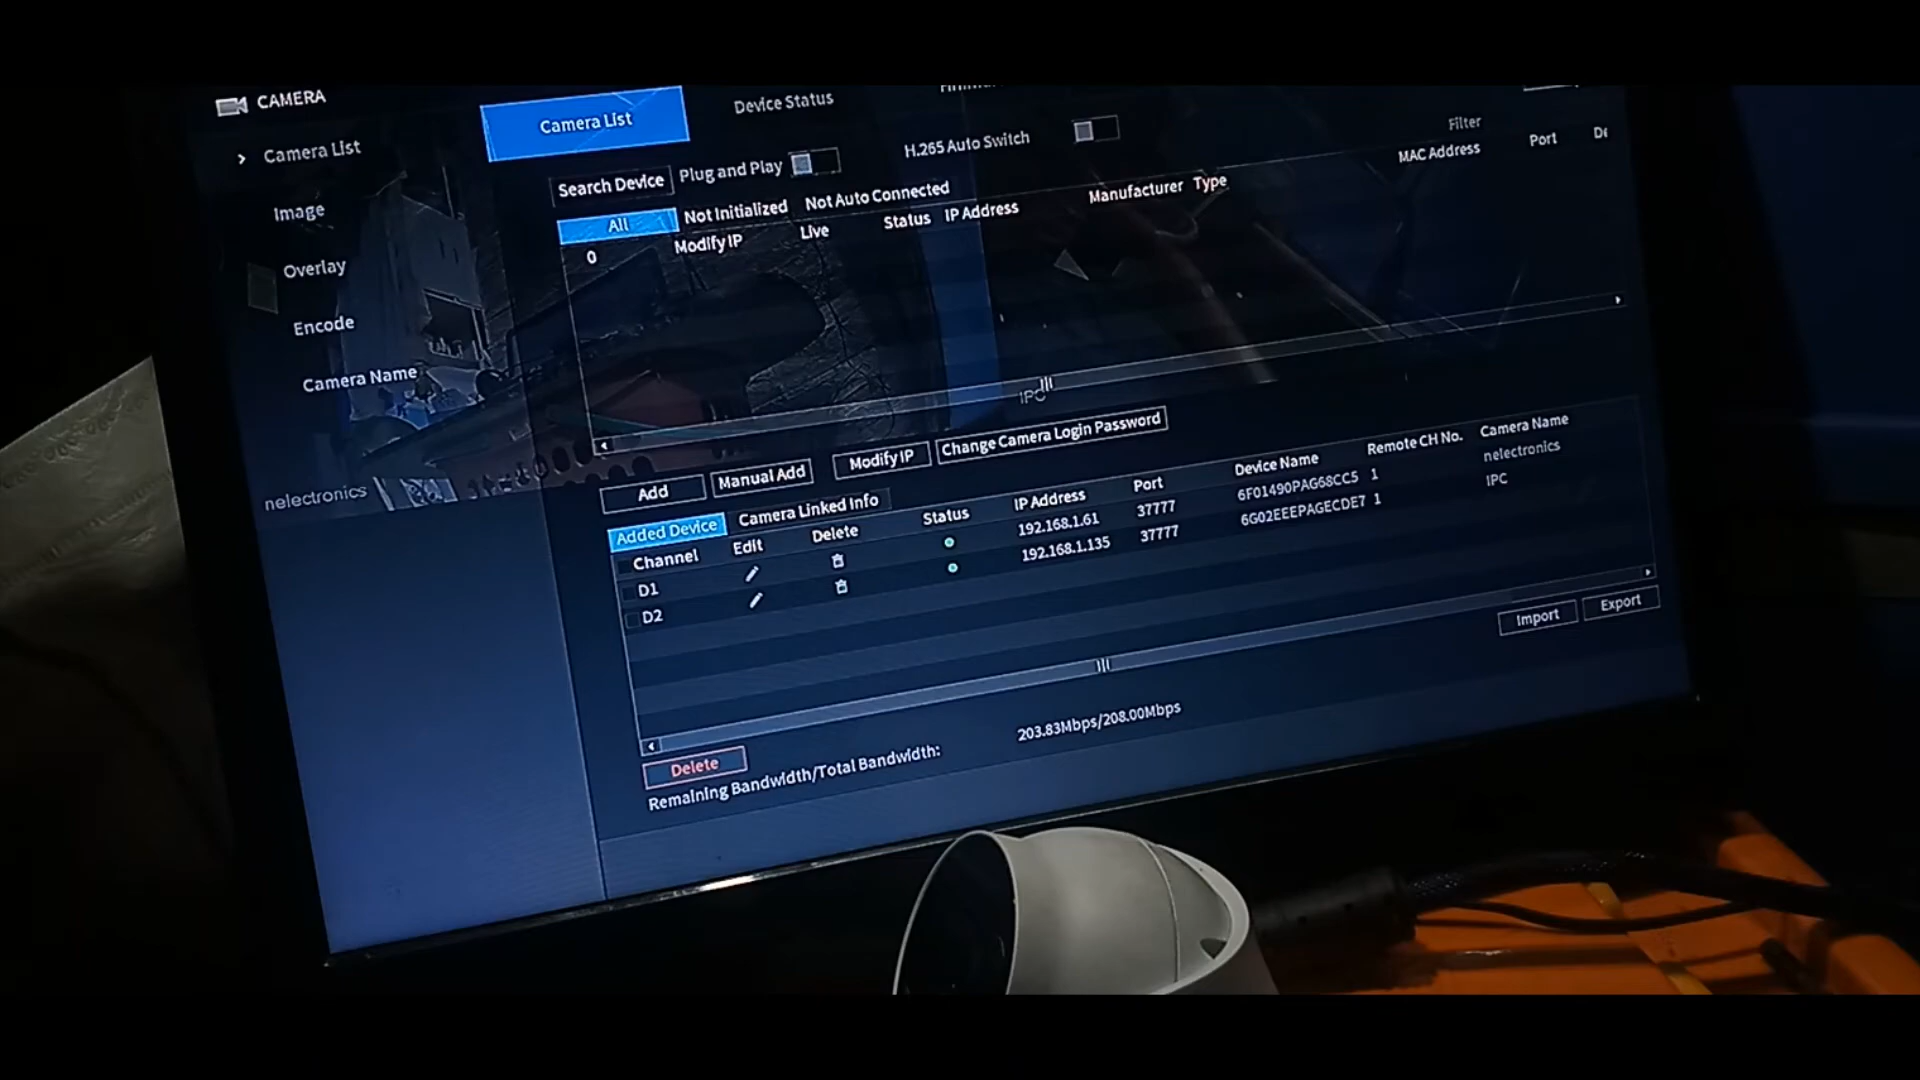 CAMERA
Camera List
Image
Overlay
Encode
Camera Name
nelectronics
Camera List
Device Status
Search Device
Plug and Play
H.265 Auto Switch
Filter
All
Not Initialized
Not Auto Connected
0
Modify IP
Live
Status
IP Address
Manufacturer
Type
MAC Address
Port
IPC
Add
Manual Add
Modify IP
Change Camera Login Password
Added Device
Camera Linked Info
Channel Edit Delete Status IP Address Port Device Name Remote CH No. Camera Name
D1 192.168.1.61 37777 6F01490PAG68CC5 1 nelectronics
D2 192.168.1.135 37777 6G02EEEPAGECDE7 1 IPC
Import
Export
Delete
Remaining Bandwidth/Total Bandwidth: 203.83Mbps/208.00Mbps